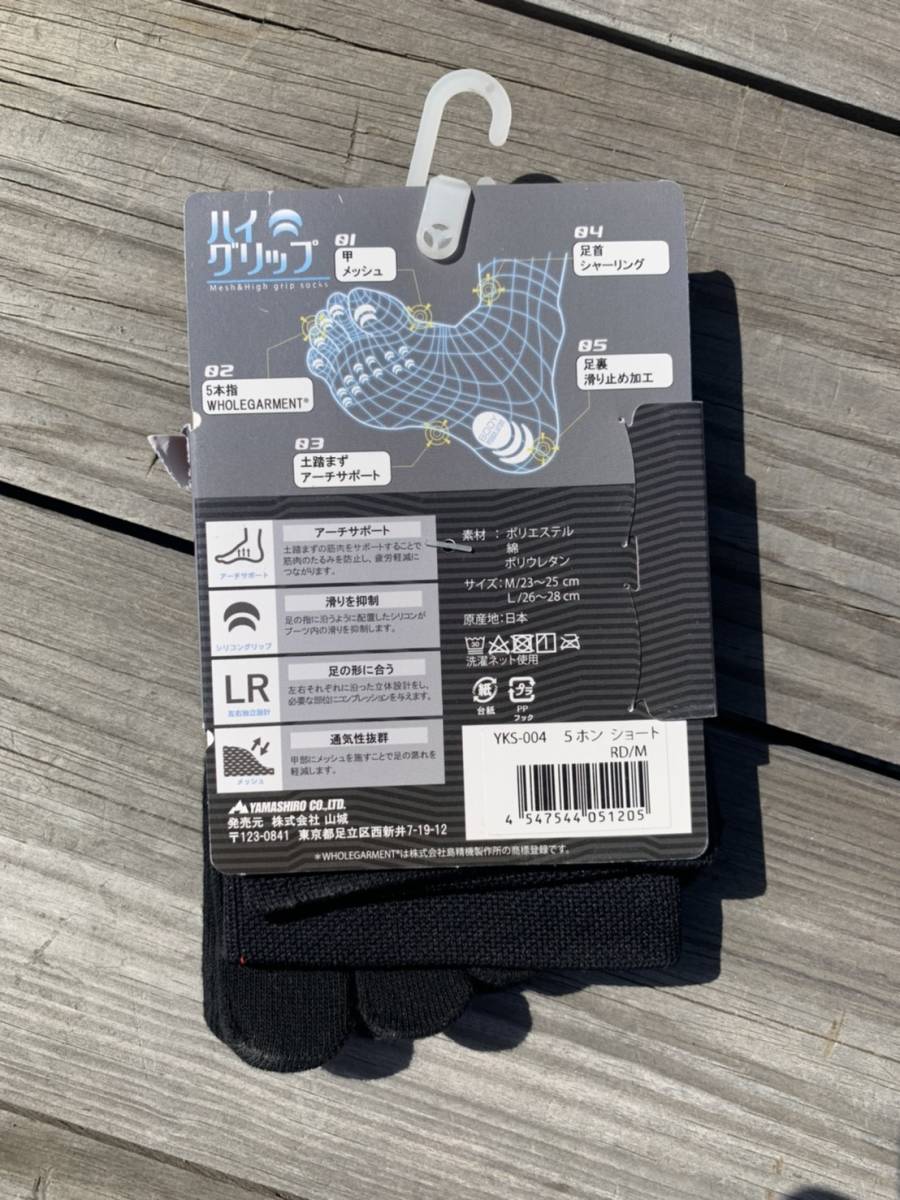 ハイ
グリップ
Mesh&High grip socks
01
甲
メッシュ
04
足首
シャーリング
02
5本指
WHOLEGARMENT®
05
足裏
滑り止め加工
03
土踏まず
アーチサポート
アーチサポート
アーチサポート
土踏まずの筋肉をサポートすることで
筋肉のたるみを防止し、疲労軽減に
つながります。
シリコングリップ
滑りを抑制
足の指に沿うように配置したシリコンが
ブーツ内の滑りを抑制します。
LR
左右独立設計
足の形に合う
左右それぞれに沿った立体設計をし、
必要な部位にコンプレッションを与えます。
メッシュ
通気性抜群
甲部にメッシュを施すことで足の蒸れを
軽減します。
素材 : ポリエステル
綿
ポリウレタン
サイズ:M/23〜25 cm
L/26〜28 cm
原産地:日本
30
洗濯ネット使用
紙
台紙
プラ
PP
フック
YKS-004 5ホン ショート
RD/M
4 547544 051205
YAMASHIRO CO.,LTD.
発売元 株式会社 山城
〒123-0841 東京都足立区西新井7-19-12
※WHOLEGARMENT®は株式会社島精機製作所の商標登録です。